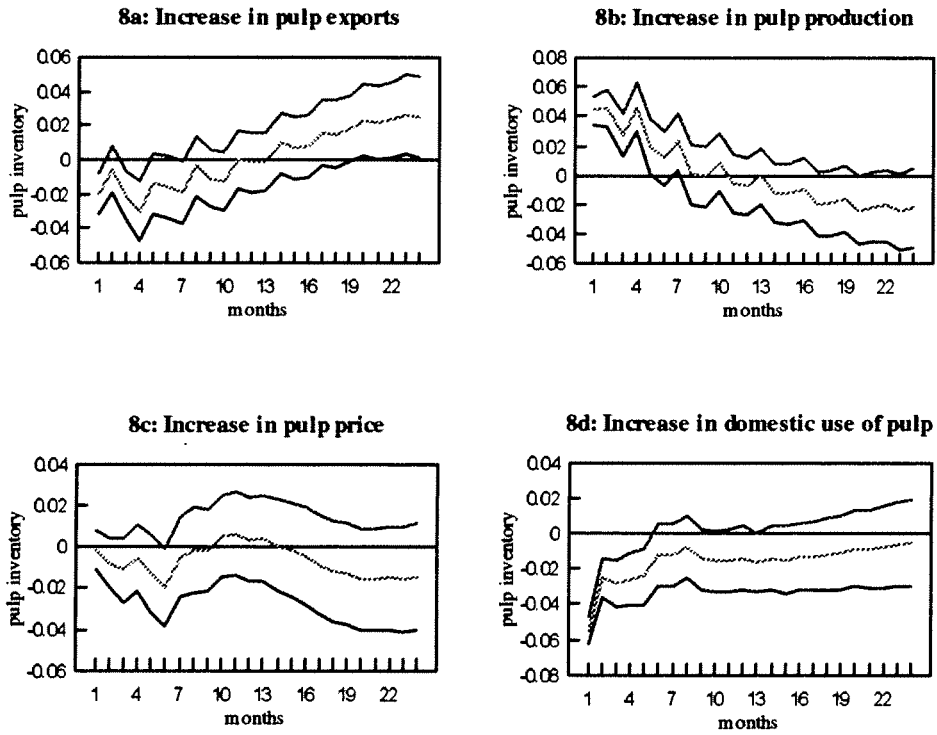 8a: Increase in pulp exports
0.06
0.04
0.02
0
-0.02
-0.04
-0.06
pulp inventory
1 4 7 10 13 16 19 22
months
8b: Increase in pulp production
0.08
0.06
0.04
0.02
0
-0.02
-0.04
-0.06
pulp inventory
1 4 7 10 13 16 19 22
months
8c: Increase in pulp price
0.04
0.02
0
-0.02
-0.04
-0.06
pulp inventory
1 4 7 10 13 16 19 22
months
8d: Increase in domestic use of pulp
0.04
0.02
0
-0.02
-0.04
-0.06
-0.08
pulp inventory
1 4 7 10 13 16 19 22
months